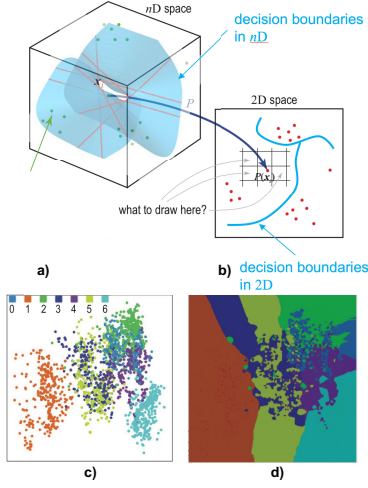 nD space
decision boundaries
in nD
x
P
2D space
P(xᵢ)
what to draw here?
a)
b)
decision boundaries
in 2D
0 1 2 3 4 5 6
c)
d)